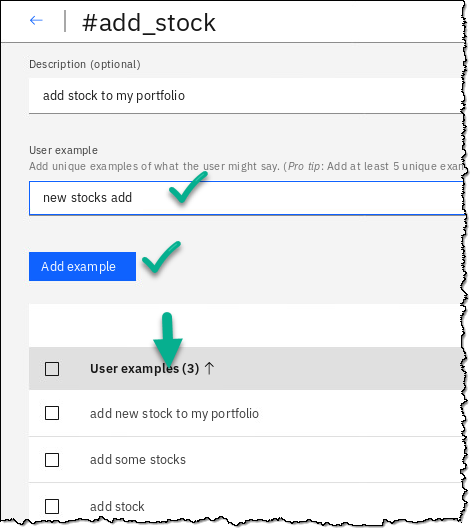 ← #add_stock
Description (optional)
add stock to my portfolio
User example
Add unique examples of what the user might say. (Pro tip: Add at least 5 unique exam
new stocks add
Add example
User examples (3) ↑
add new stock to my portfolio
add some stocks
add stock